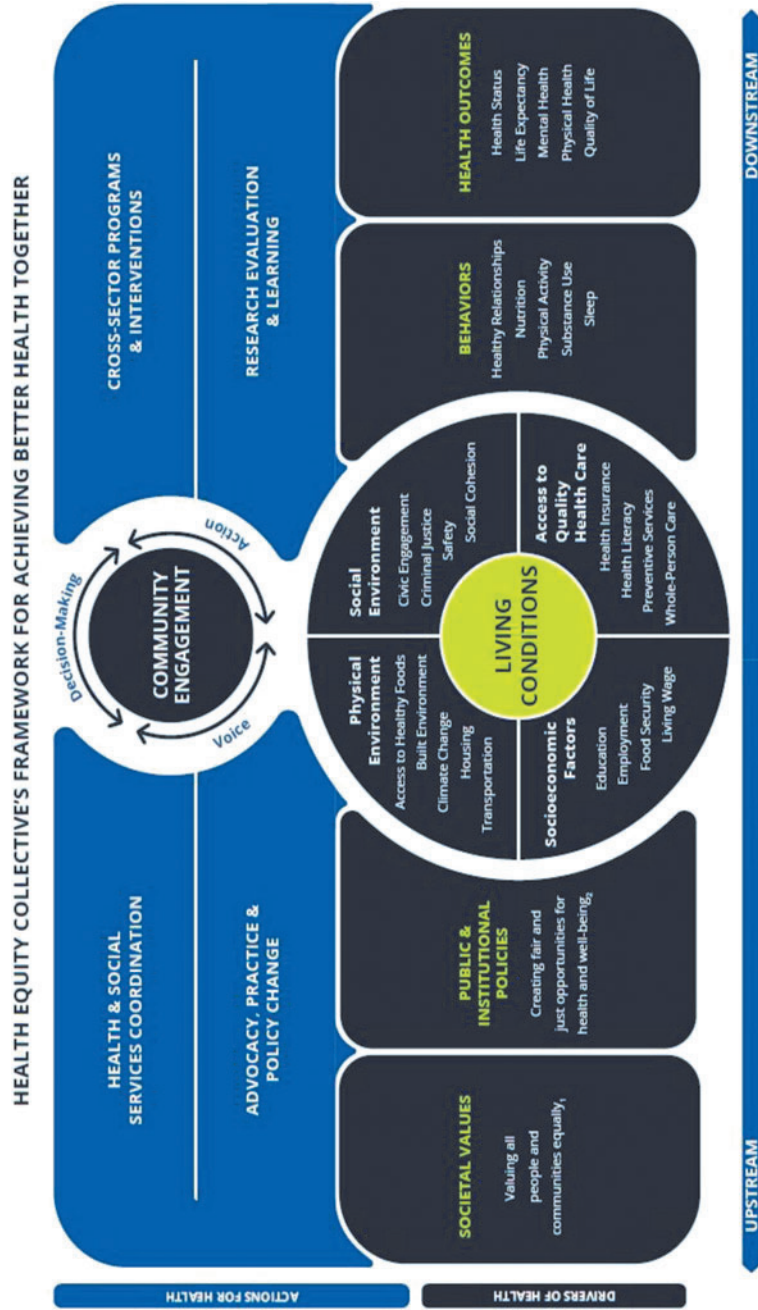 HEALTH EQUITY COLLECTIVE'S FRAMEWORK FOR ACHIEVING BETTER HEALTH TOGETHER
ACTIONS FOR HEALTH
HEALTH & SOCIAL
SERVICES COORDINATION
ADVOCACY, PRACTICE &
POLICY CHANGE
Decision-Making
Voice
Action
COMMUNITY
ENGAGEMENT
CROSS-SECTOR PROGRAMS
& INTERVENTIONS
RESEARCH EVALUATION
& LEARNING
DRIVERS OF HEALTH
SOCIETAL VALUES
Valuing all
people and
communities equally,₁
PUBLIC &
INSTITUTIONAL
POLICIES
Creating fair and
just opportunities for
health and well-being₂
LIVING
CONDITIONS
Physical
Environment
Access to Healthy Foods
Built Environment
Climate Change
Housing
Transportation
Social
Environment
Civic Engagement
Criminal Justice
Safety
Social Cohesion
Socioeconomic
Factors
Education
Employment
Food Security
Living Wage
Access to
Quality
Health Care
Health Insurance
Health Literacy
Preventive Services
Whole-Person Care
BEHAVIORS
Healthy Relationships
Nutrition
Physical Activity
Substance Use
Sleep
HEALTH OUTCOMES
Health Status
Life Expectancy
Mental Health
Physical Health
Quality of Life
UPSTREAM
DOWNSTREAM